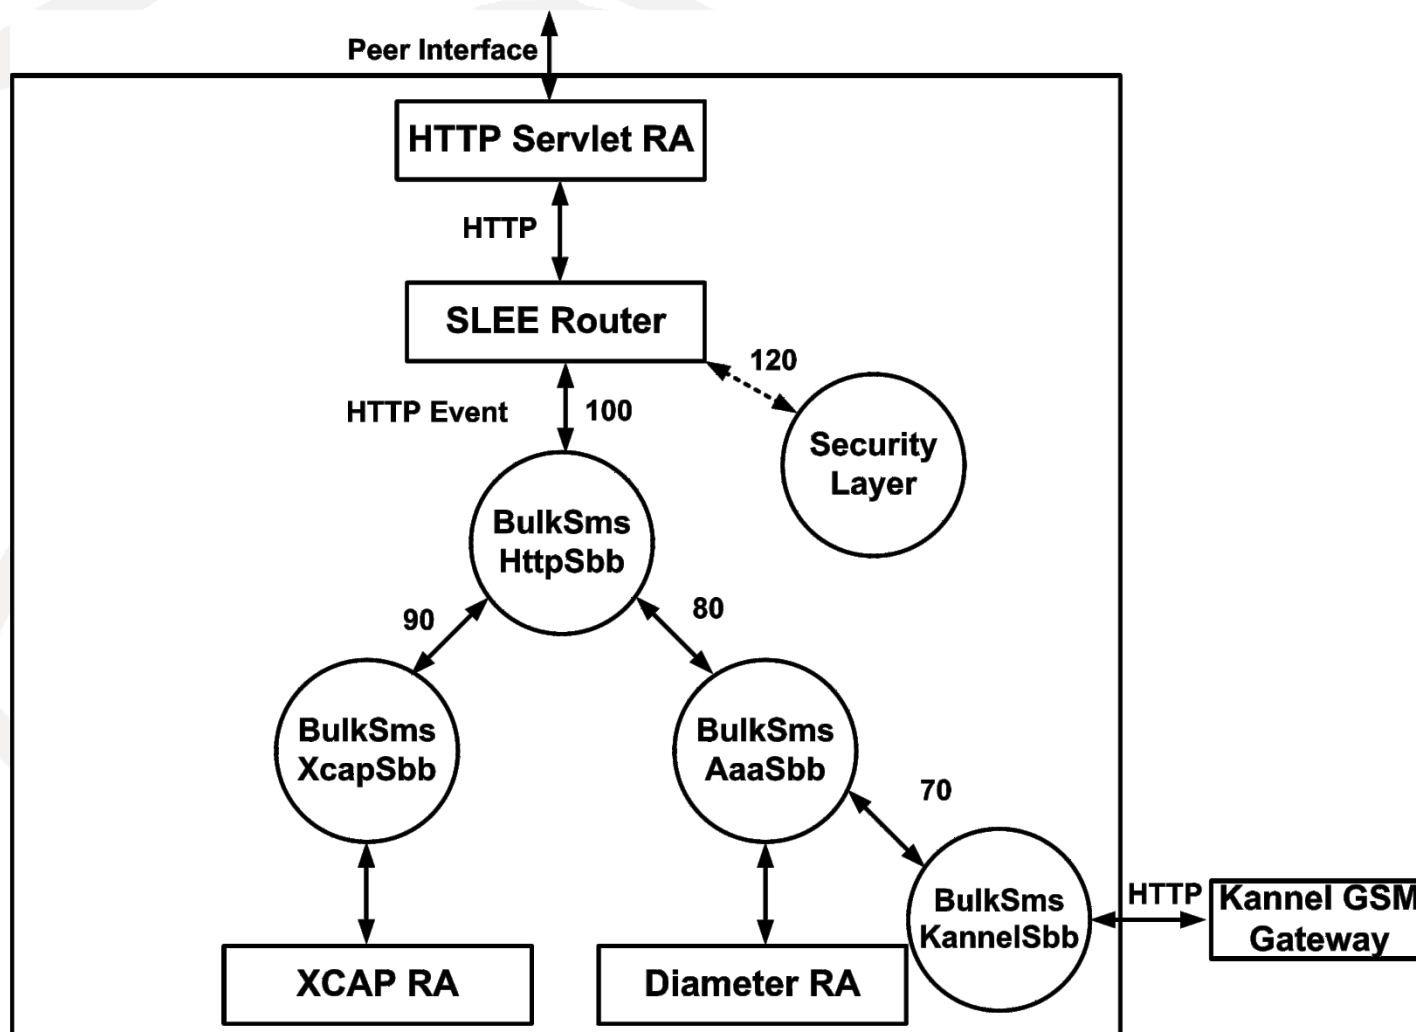 Peer Interface
HTTP Servlet RA
HTTP
SLEE Router
120
HTTP Event
100
Security
Layer
BulkSms
HttpSbb
90
80
BulkSms
XcapSbb
BulkSms
AaaSbb
70
BulkSms
KannelSbb
HTTP
Kannel GSM
Gateway
XCAP RA
Diameter RA